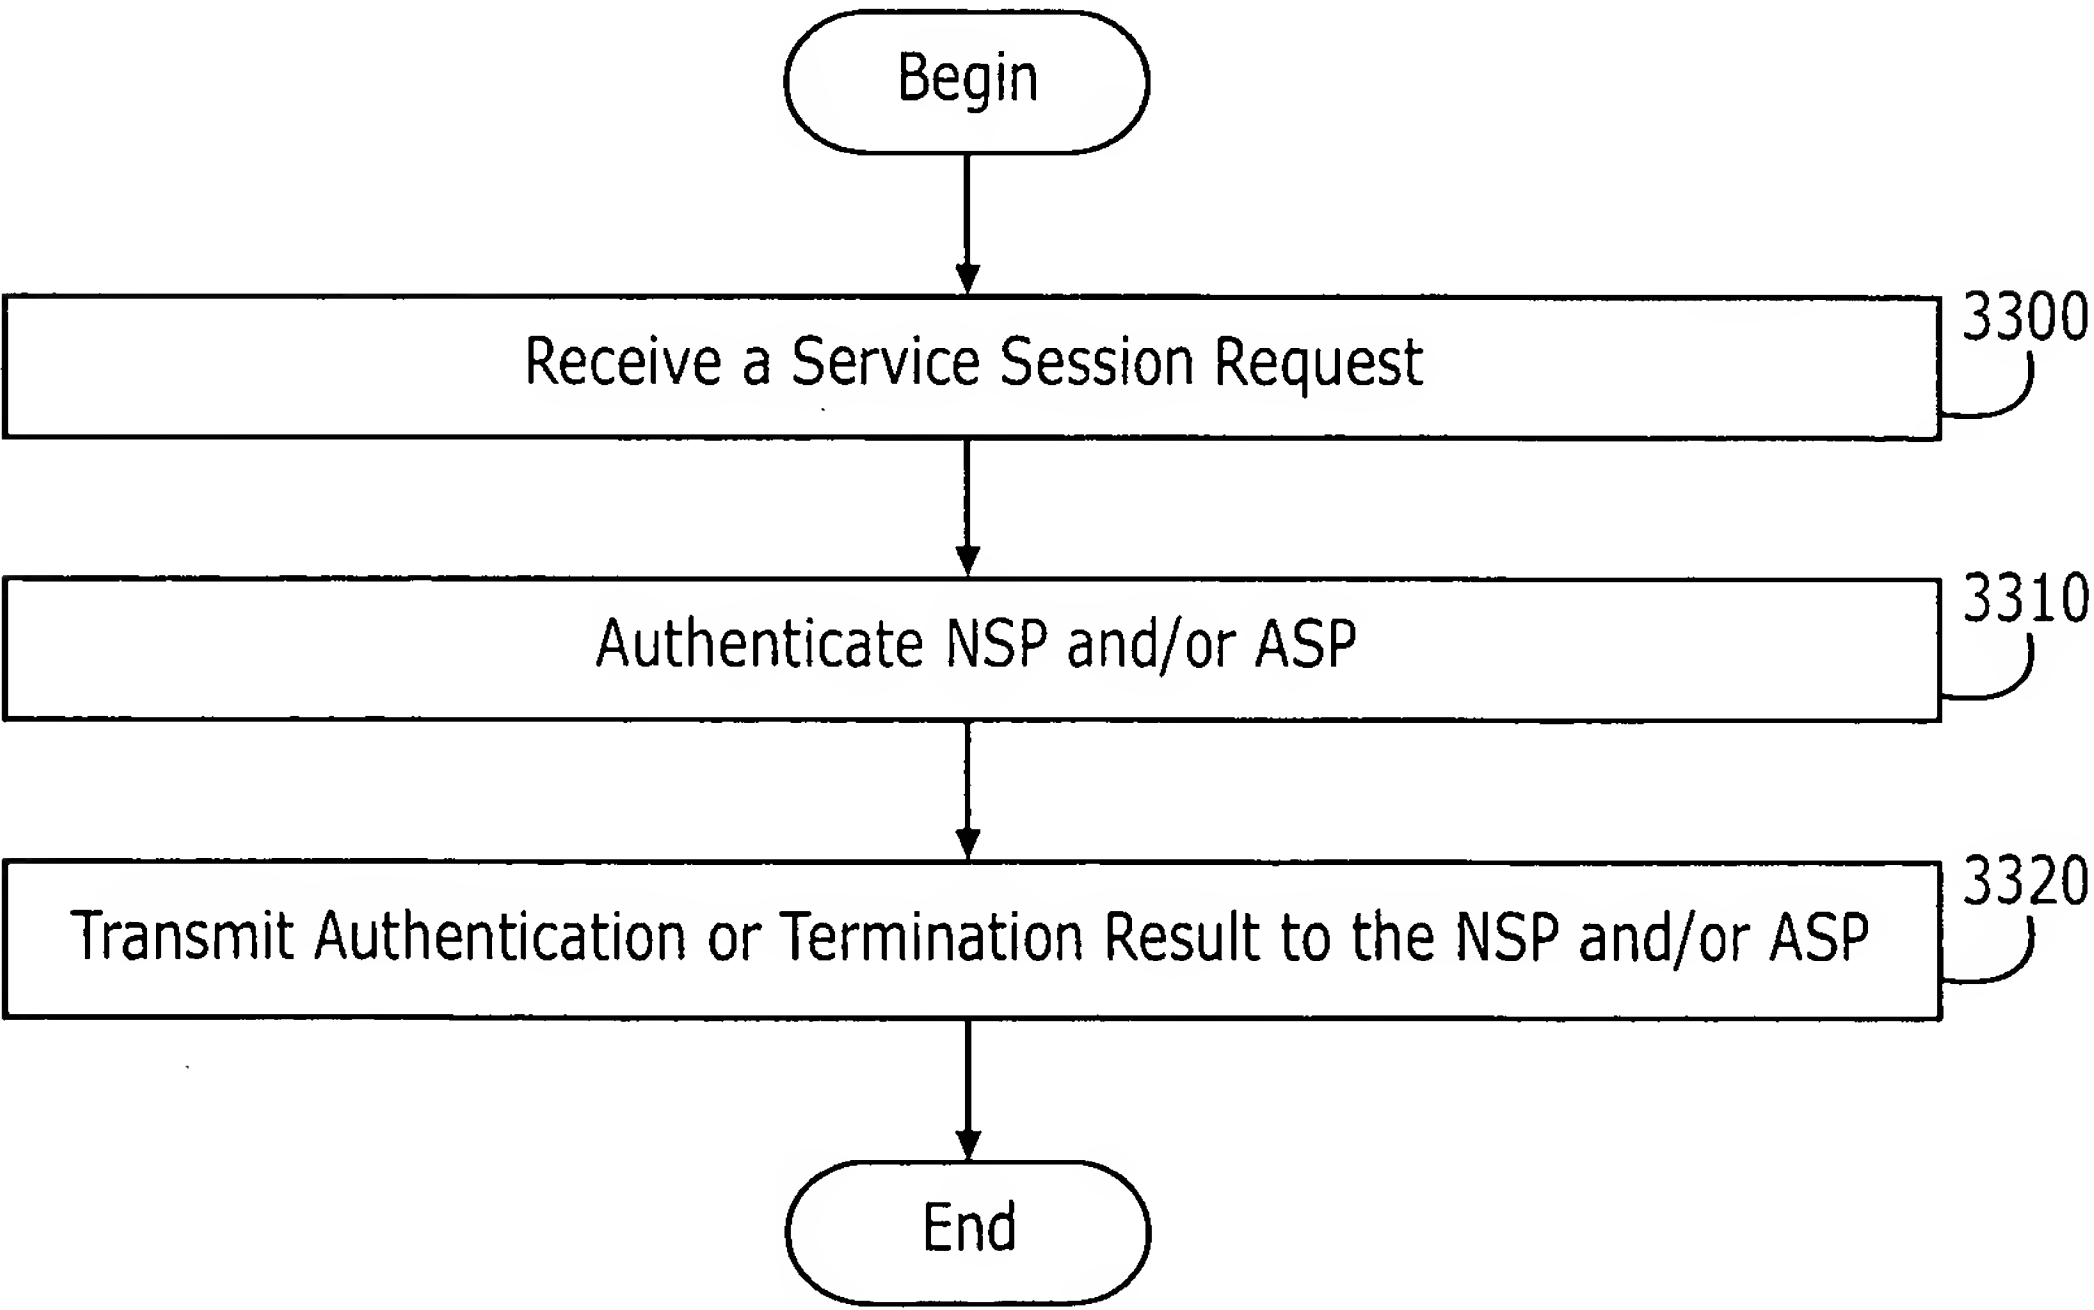 Begin
3300
Receive a Service Session Request
3310
Authenticate NSP and/or ASP
3320
Transmit Authentication or Termination Result to the NSP and/or ASP
End